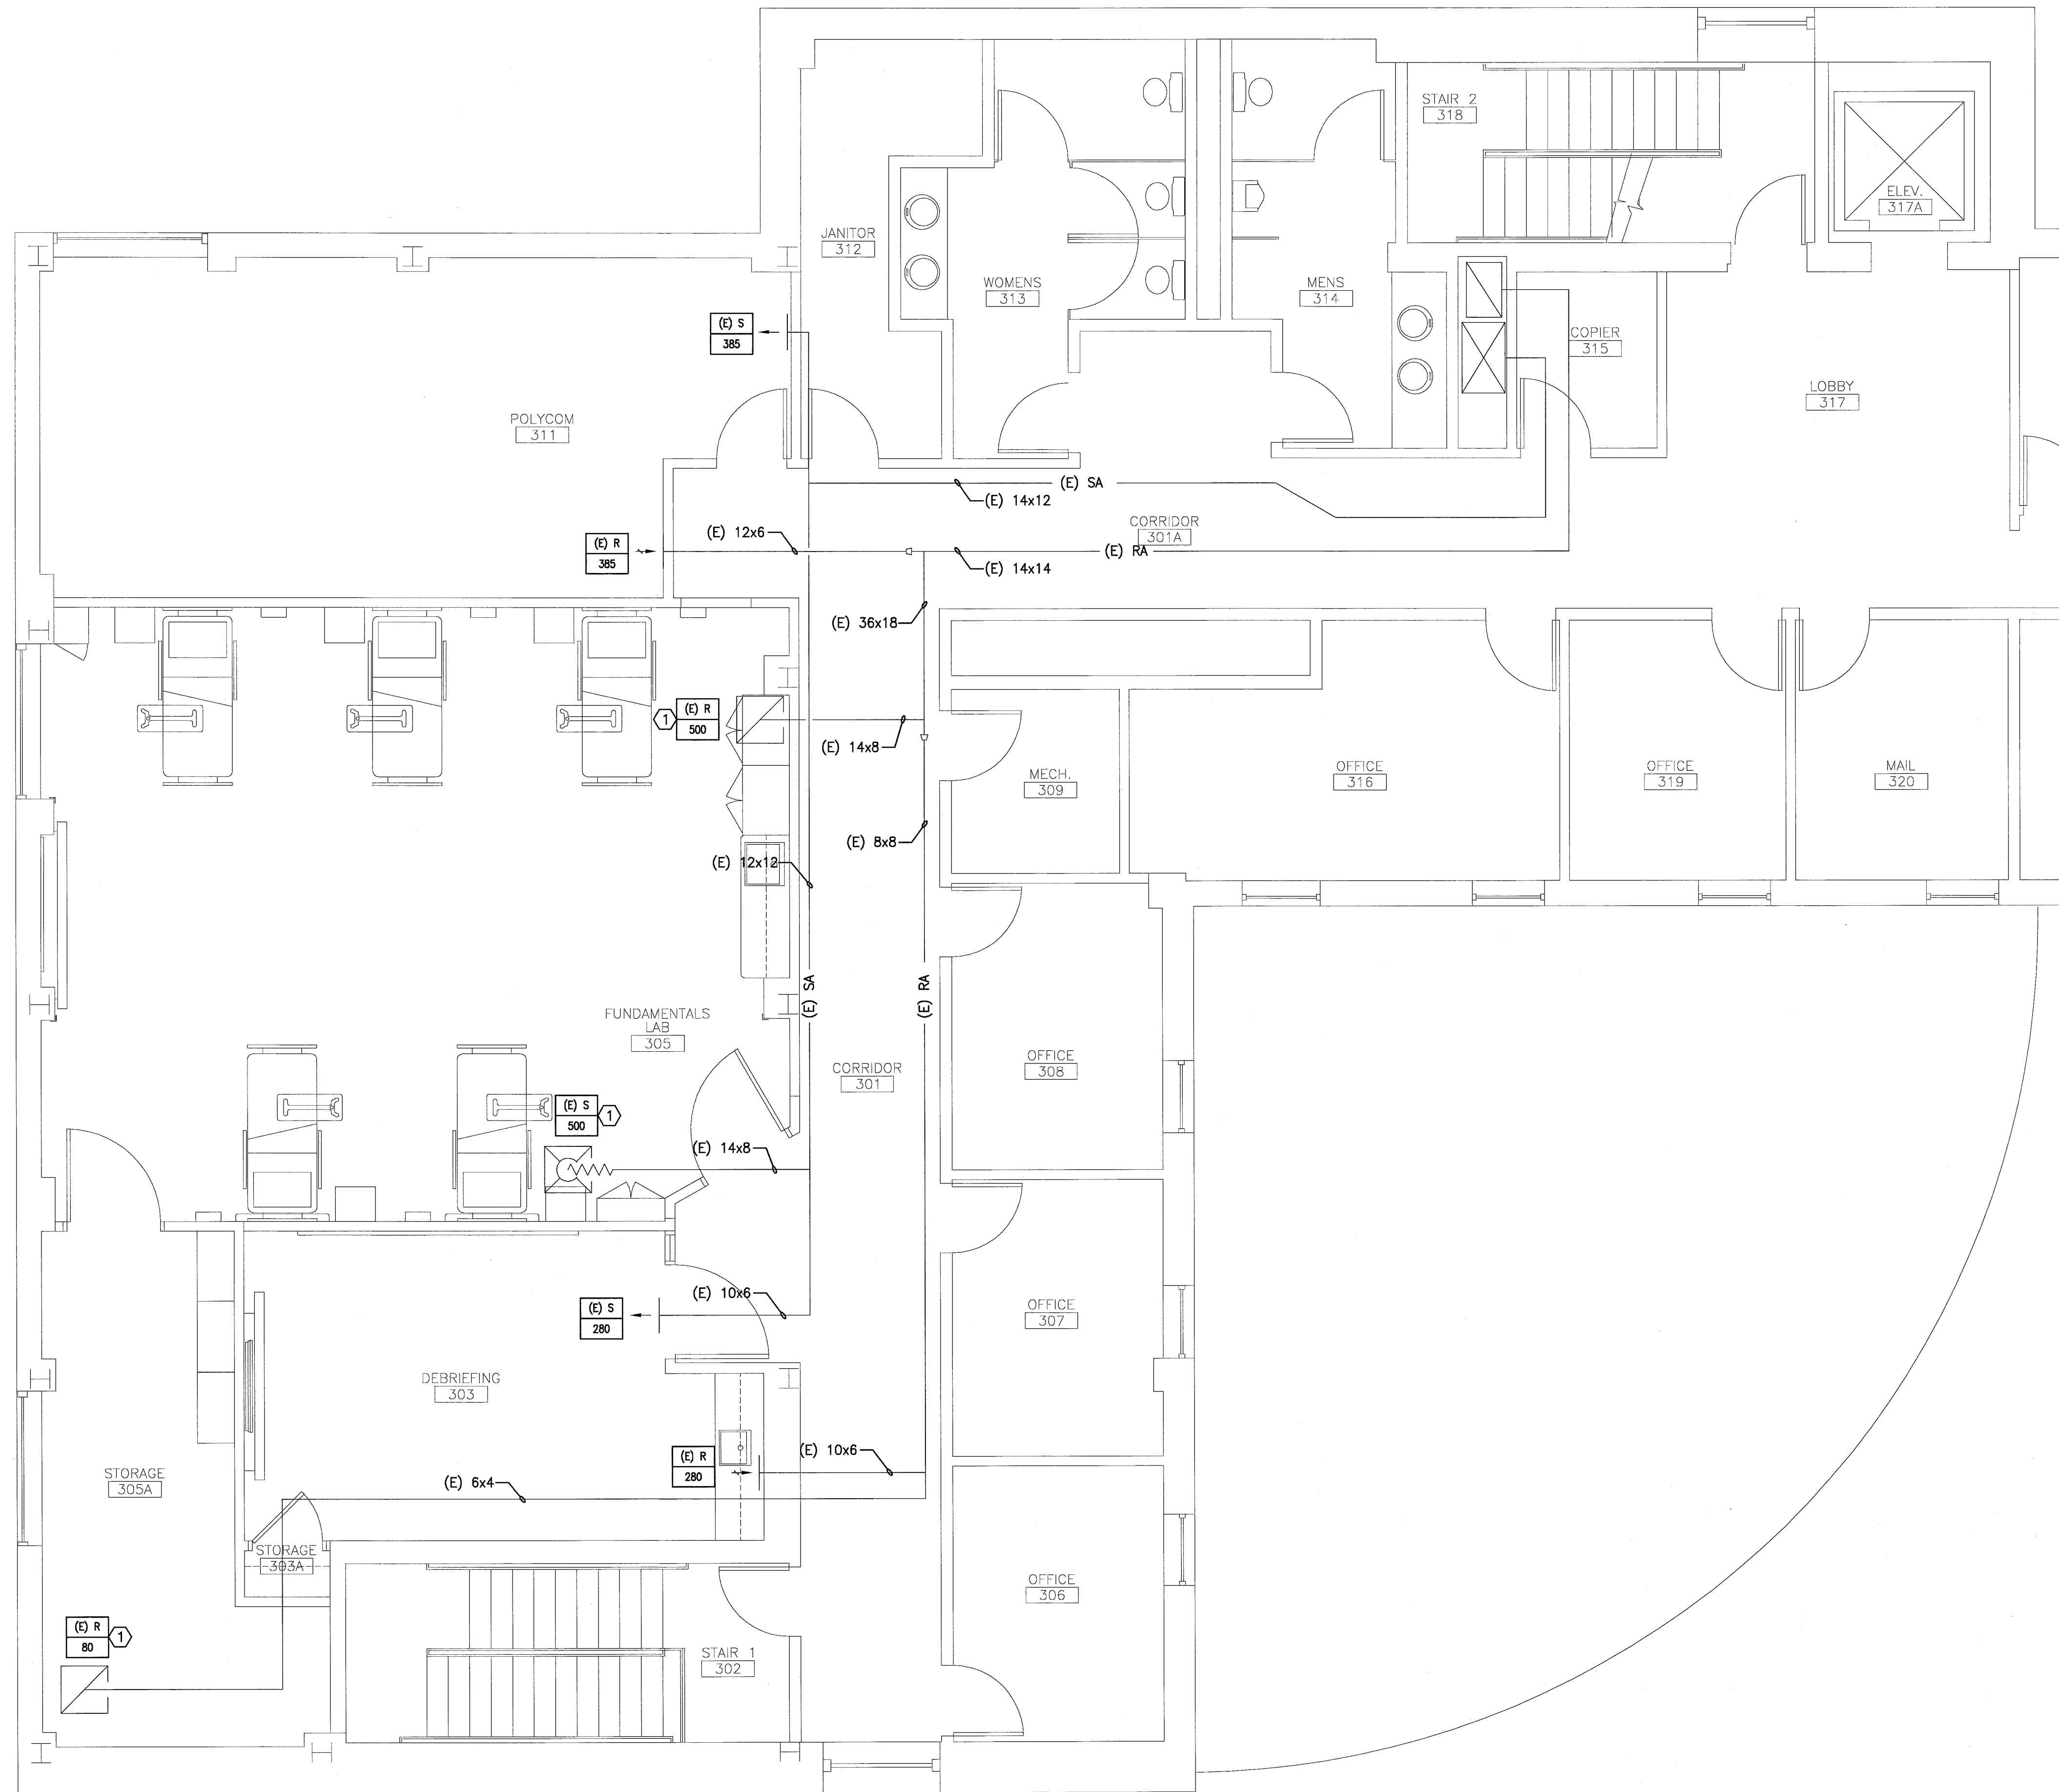 STAIR 2
318
ELEV.
317A
JANITOR
312
WOMENS
313
MENS
314
(E) S
385
COPIER
315
LOBBY
317
POLYCOM
311
(E) SA
(E) 14x12
CORRIDOR
301A
(E) 12x6
(E) R
385
(E) RA
(E) 14x14
(E) 36x18
1
(E) R
500
(E) 14x8
MECH.
309
OFFICE
316
OFFICE
319
MAIL
320
(E) 8x8
(E) 12x12
(E) SA
(E) RA
FUNDAMENTALS
LAB
305
CORRIDOR
301
OFFICE
308
(E) S
500
1
(E) 14x8
(E) 10x6
(E) S
280
OFFICE
307
DEBRIEFING
303
(E) R
280
(E) 10x6
STORAGE
305A
(E) 6x4
STORAGE
303A
OFFICE
306
(E) R
80
1
STAIR 1
302